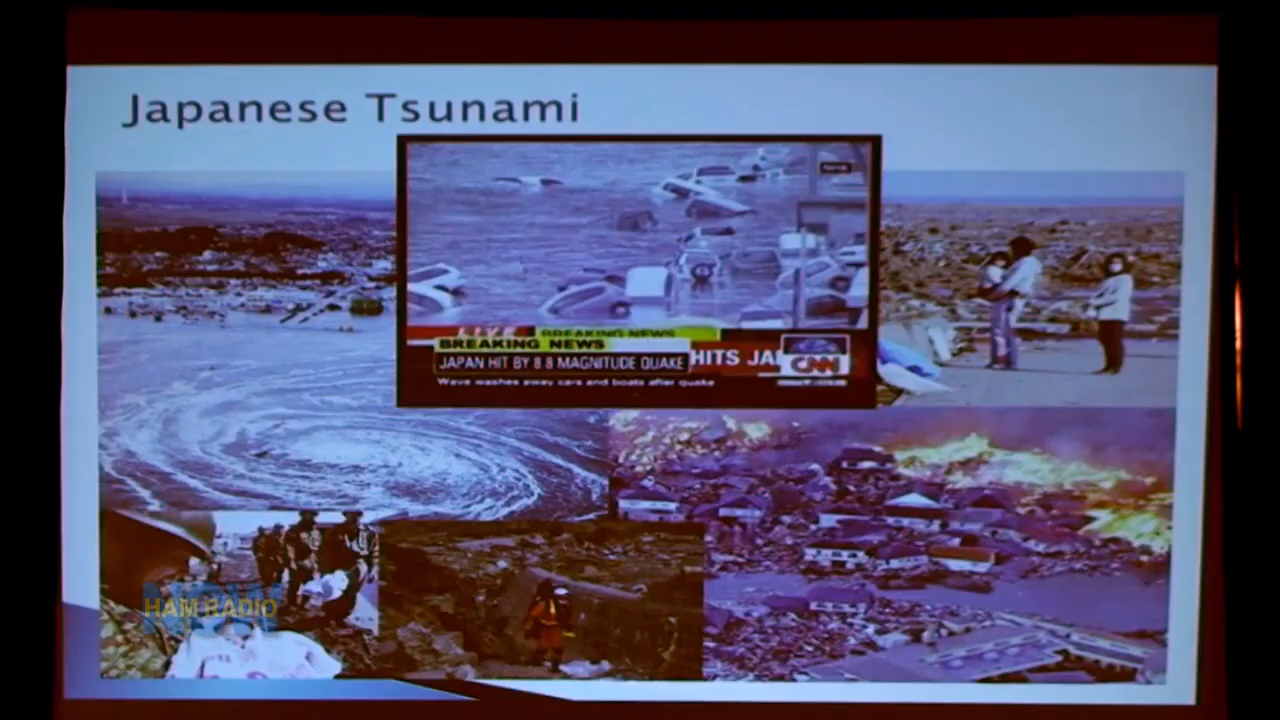 Japanese Tsunami
LIVE BREAKING NEWS
BREAKING NEWS
JAPAN HIT BY 8.8 MAGNITUDE QUAKE
HITS JA
CNN
Wave washes away cars and boats after quake
HAM RADIO